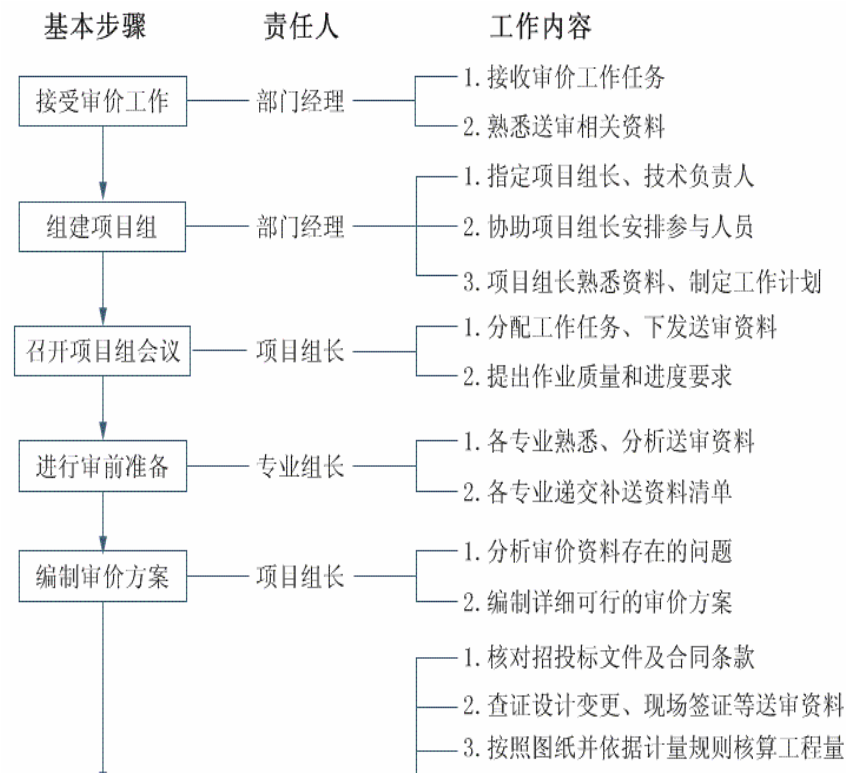 基本步骤 责任人 工作内容
接受审价工作 部门经理 1.接收审价工作任务
2.熟悉送审相关资料
组建项目组 部门经理 1.指定项目组长、技术负责人
2.协助项目组长安排参与人员
3.项目组长熟悉资料、制定工作计划
召开项目组会议 项目组长 1.分配工作任务、下发送审资料
2.提出作业质量和进度要求
进行审前准备 专业组长 1.各专业熟悉、分析送审资料
2.各专业递交补送资料清单
编制审价方案 项目组长 1.分析审价资料存在的问题
2.编制详细可行的审价方案
1.核对招投标文件及合同条款
2.查证设计变更、现场签证等送审资料
3.按照图纸并依据计量规则核算工程量